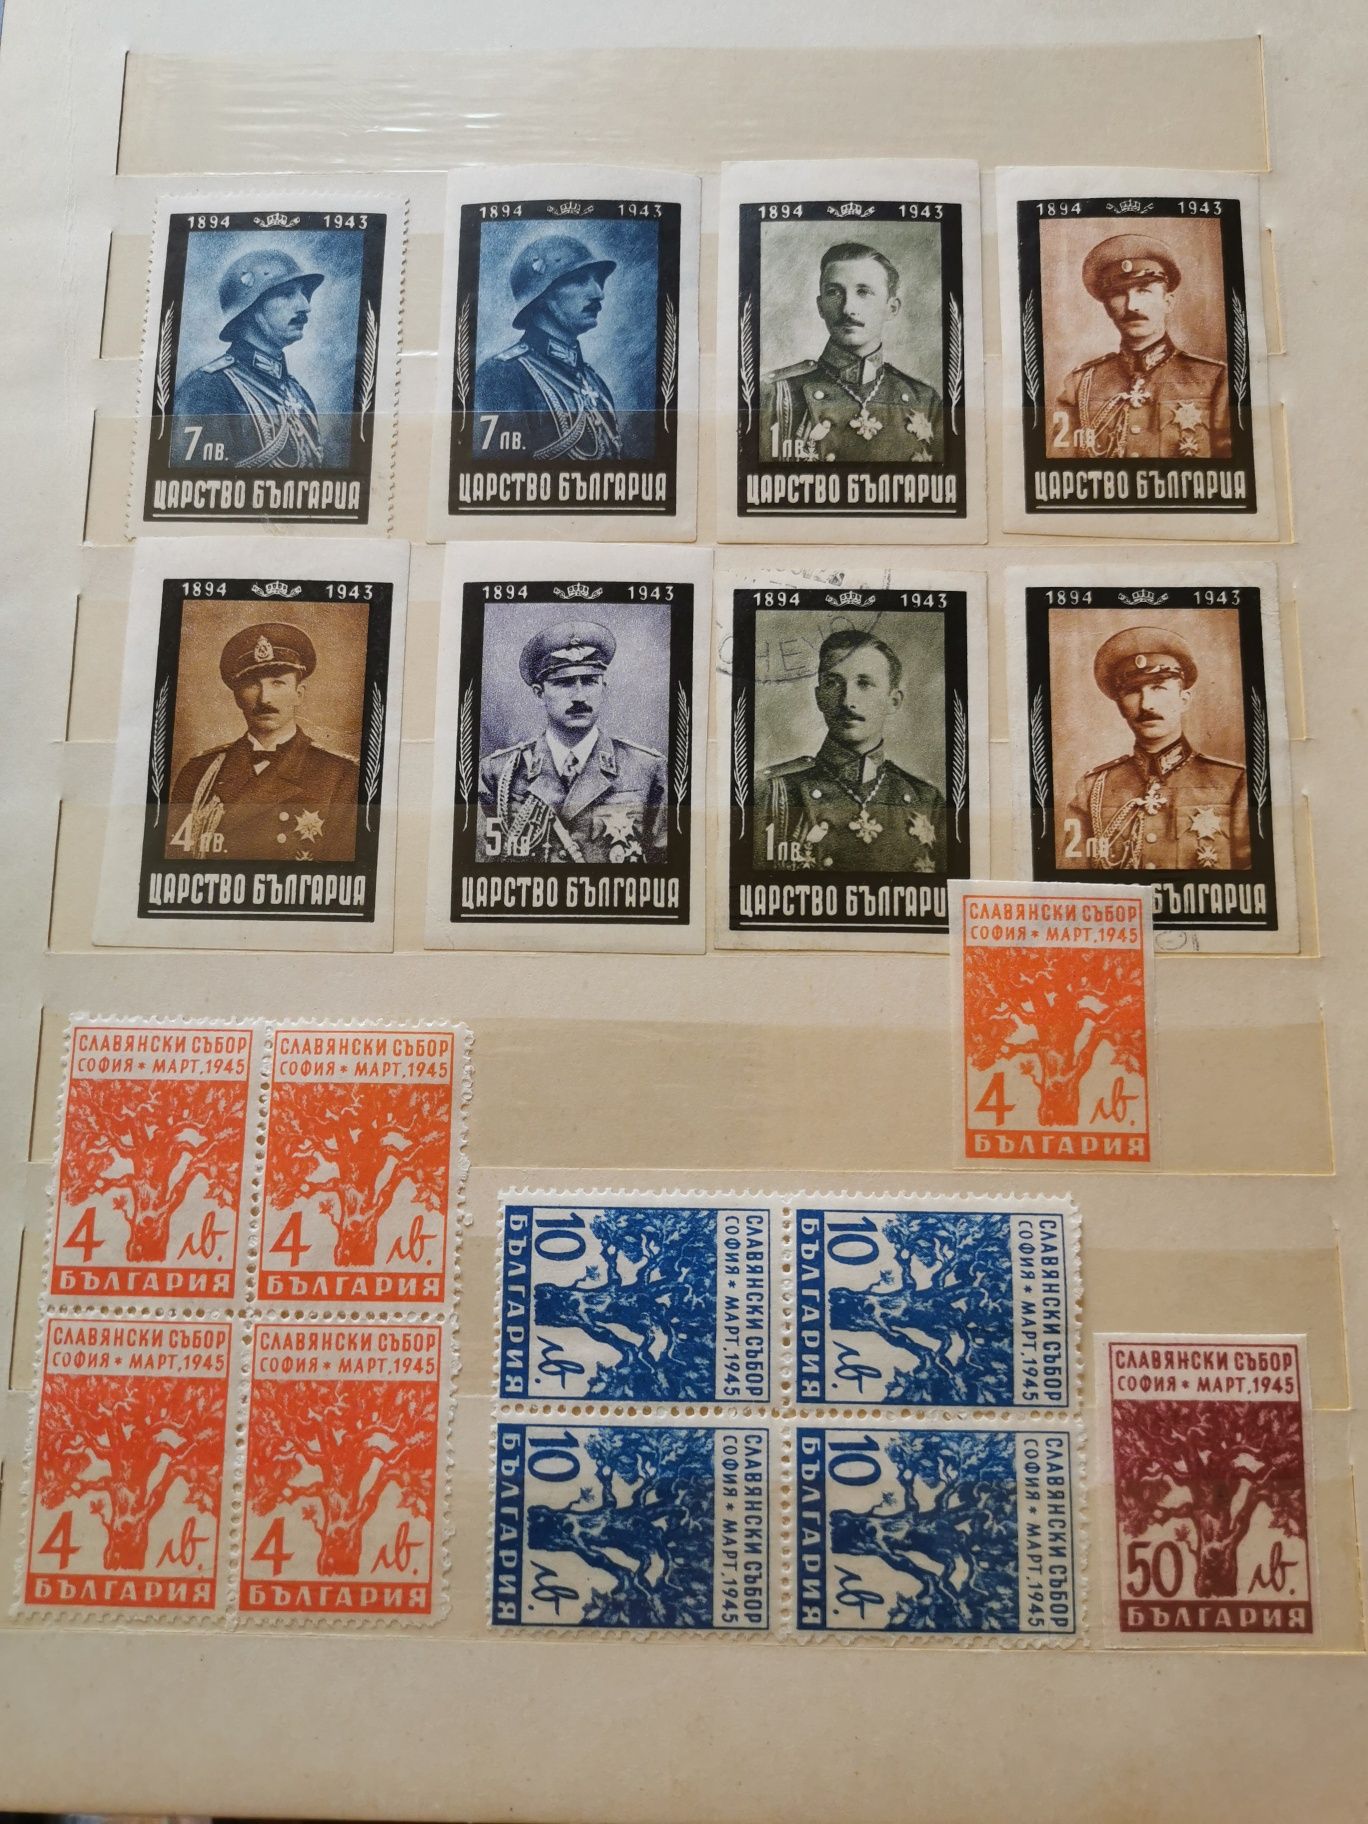 1894 1943
7 лв.
ЦАРСТВО БЪЛГАРИЯ
1894 1943
7 лв.
ЦАРСТВО БЪЛГАРИЯ
1894 1943
1 лв.
ЦАРСТВО БЪЛГАРИЯ
1894 1943
2 лв
ЦАРСТВО БЪЛГАРИЯ
1894 1943
4 лв.
ЦАРСТВО БЪЛГАРИЯ
1894 1943
5 лв
ЦАРСТВО БЪЛГАРИЯ
1894 1943
1 лв.
ЦАРСТВО БЪЛГАРИ
1894 1943
2 лв.
БЪЛГАРИЯ
СЛАВЯНСКИ СЪБОР
СОФИЯ * МАРТ, 1945
4 лв.
БЪЛГАРИЯ
СЛАВЯНСКИ СЪБОР
СОФИЯ * МАРТ, 1945
4 лв.
БЪЛГАРИЯ
СЛАВЯНСКИ СЪБОР
СОФИЯ * МАРТ, 1945
4 лв.
БЪЛГАРИЯ
СЛАВЯНСКИ СЪБОР
СОФИЯ * МАРТ, 1945
4 лв.
БЪЛГАРИЯ
СЛАВЯНСКИ СЪБОР
СОФИЯ * МАРТ, 1945
4 лв.
БЪЛГАРИЯ
СЛАВЯНСКИ СЪБОР
СОФИЯ * МАРТ, 1945
10 лв.
БЪЛГАРИЯ
СЛАВЯНСКИ СЪБОР
СОФИЯ * МАРТ, 1945
10 лв.
БЪЛГАРИЯ
СЛАВЯНСКИ СЪБОР
СОФИЯ * МАРТ, 1945
10 лв.
БЪЛГАРИЯ
СЛАВЯНСКИ СЪБОР
СОФИЯ * МАРТ, 1945
10 лв.
БЪЛГАРИЯ
СЛАВЯНСКИ СЪБОР
СОФИЯ * МАРТ, 1945
50 лв.
БЪЛГАРИЯ